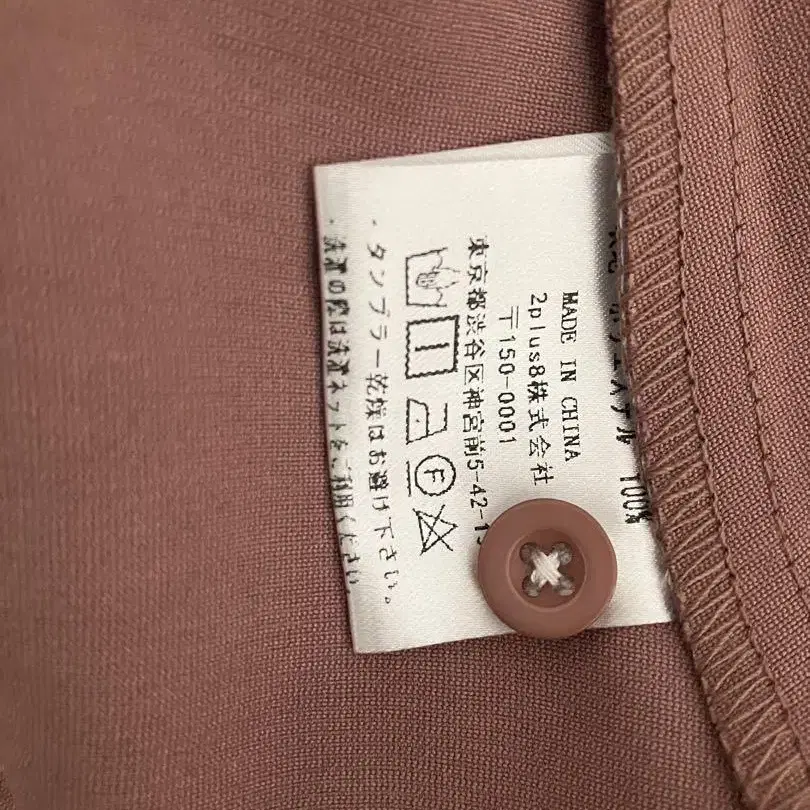 ポリエステル 100%
MADE IN CHINA
2plus8株式会社
〒150-0001
東京都渋谷区神宮前5-42-1
F
・タンブラー乾燥はお避け下さい。
・洗濯の際は洗濯ネットをご利用ください